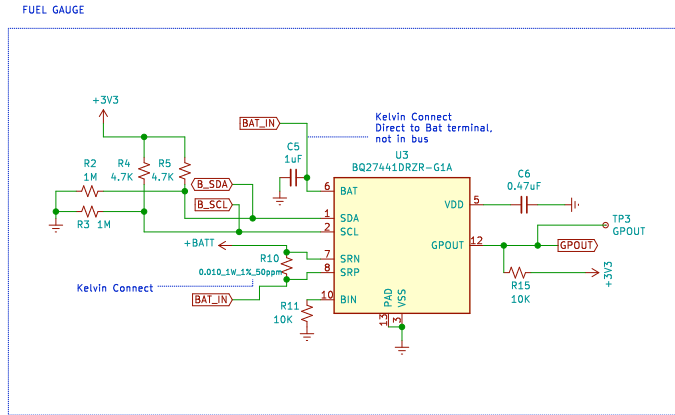 FUEL GAUGE
+3V3
BAT_IN
Kelvin Connect
Direct to Bat terminal,
not in bus
C5
1uF
U3
BQ27441DRZR-G1A
R2
1M
R4
4.7K
R5
4.7K
B_SDA
B_SCL
R3 1M
6 BAT
1 SDA
2 SCL
VDD 5
C6
0.47uF
TP3
GPOUT
GPOUT 12
GPOUT
+BATT
R10
0.010_1W_1%_50ppm
7 SRN
8 SRP
Kelvin Connect
BAT_IN
10 BIN
R11
10K
PAD
13
VSS
3
R15
10K
+3V3